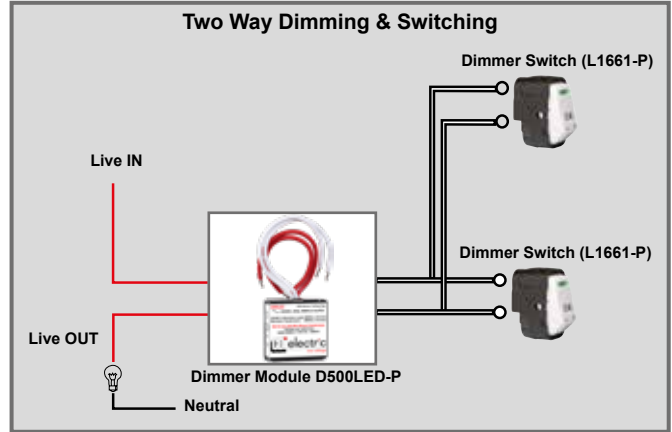 Two Way Dimming & Switching
Dimmer Switch (L1661-P)
Live IN
Dimmer Switch (L1661-P)
Live OUT
electric
Dimmer Module D500LED-P
Neutral